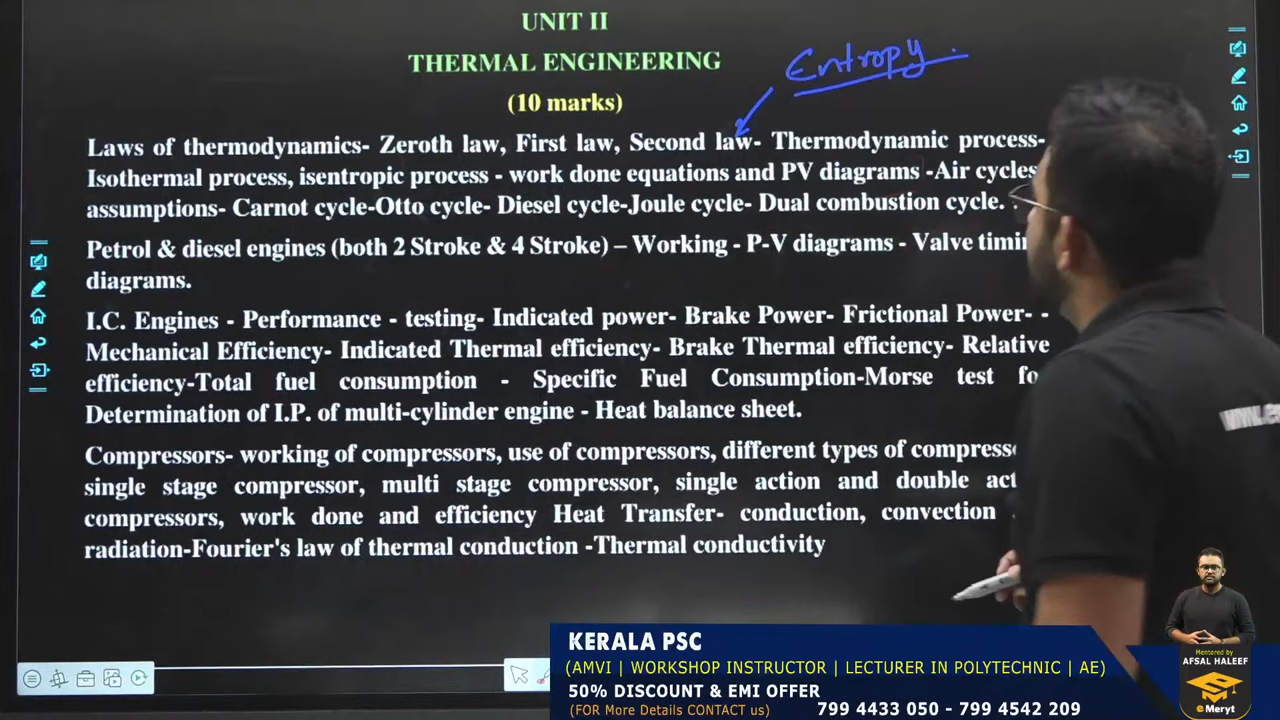 UNIT II
THERMAL ENGINEERING
Entropy
(10 marks)
Laws of thermodynamics- Zeroth law, First law, Second law- Thermodynamic process-
Isothermal process, isentropic process - work done equations and PV diagrams -Air cycles
assumptions- Carnot cycle-Otto cycle- Diesel cycle-Joule cycle- Dual combustion cycle.
Petrol & diesel engines (both 2 Stroke & 4 Stroke) – Working - P-V diagrams - Valve
diagrams.
I.C. Engines - Performance - testing- Indicated power- Brake Power- Frictional Power- -
Mechanical Efficiency- Indicated Thermal efficiency- Brake Thermal efficiency- Relative
efficiency-Total fuel consumption - Specific Fuel Consumption-Morse test
Determination of I.P. of multi-cylinder engine - Heat balance sheet.
Compressors- working of compressors, use of compressors, different types of
single stage compressor, multi stage compressor, single action and double
compressors, work done and efficiency Heat Transfer- conduction, convection
radiation-Fourier's law of thermal conduction -Thermal conductivity
KERALA PSC
(AMVI | WORKSHOP INSTRUCTOR | LECTURER IN POLYTECHNIC | AE)
50% DISCOUNT & EMI OFFER
(FOR More Details CONTACT us) 799 4433 050 - 799 4542 209
Mentored by
AFSAL HALEEF
e Meryt